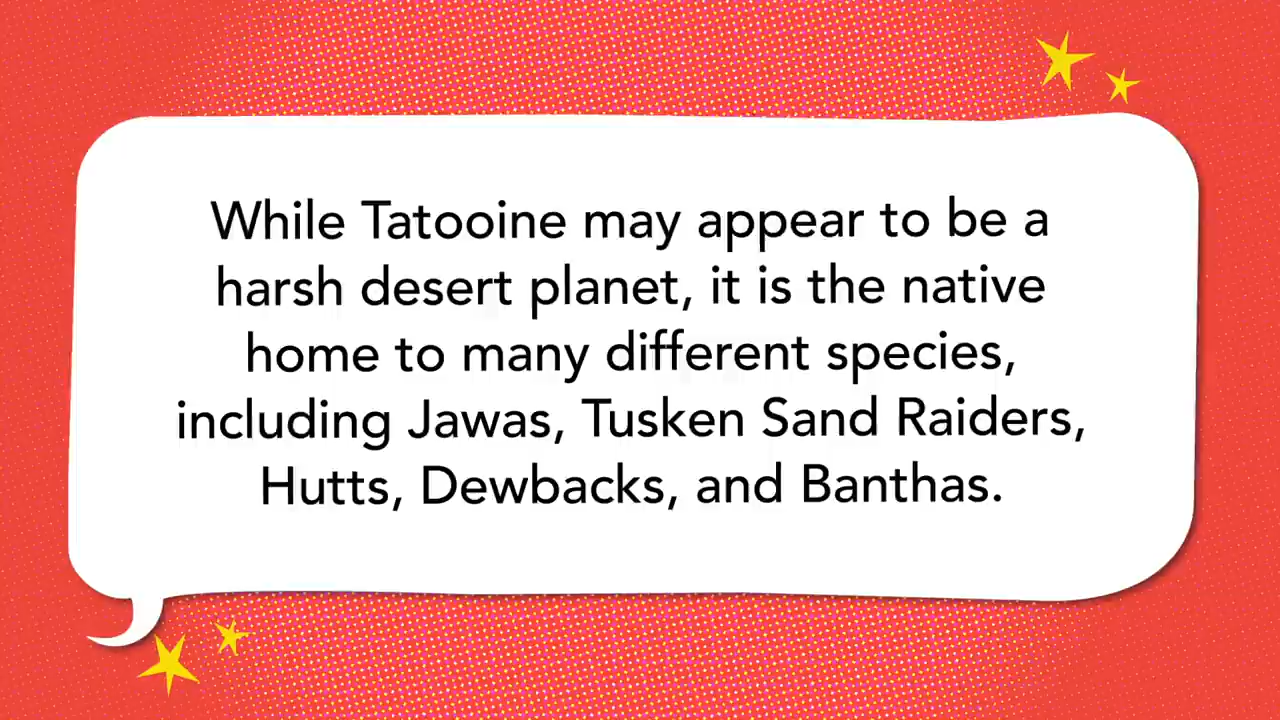 While Tatooine may appear to be a
harsh desert planet, it is the native
home to many different species,
including Jawas, Tusken Sand Raiders,
Hutts, Dewbacks, and Banthas.